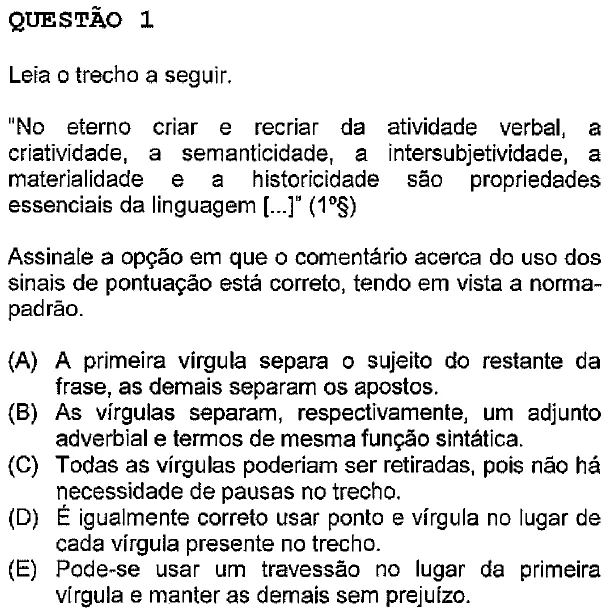 QUESTÃO 1
Leia o trecho a seguir.
"No eterno criar e recriar da atividade verbal, a
criatividade, a semanticidade, a intersubjetividade, a
materialidade e a historicidade são propriedades
essenciais da linguagem [...]" (1º§)
Assinale a opção em que o comentário acerca do uso dos
sinais de pontuação está correto, tendo em vista a norma-
padrão.
(A) A primeira vírgula separa o sujeito do restante da
frase, as demais separam os apostos.
(B) As vírgulas separam, respectivamente, um adjunto
adverbial e termos de mesma função sintática.
(C) Todas as vírgulas poderiam ser retiradas, pois não há
necessidade de pausas no trecho.
(D) É igualmente correto usar ponto e vírgula no lugar de
cada vírgula presente no trecho.
(E) Pode-se usar um travessão no lugar da primeira
vírgula e manter as demais sem prejuízo.